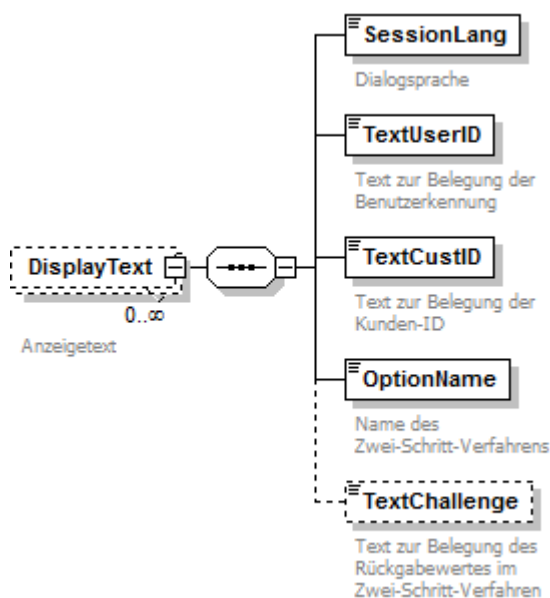 SessionLang
Dialogsprache
TextUserID
Text zur Belegung der
Benutzerkennung
DisplayText
0..∞
Anzeigetext
TextCustID
Text zur Belegung der
Kunden-ID
OptionName
Name des
Zwei-Schritt-Verfahrens
TextChallenge
Text zur Belegung des
Rückgabewertes im
Zwei-Schritt-Verfahren